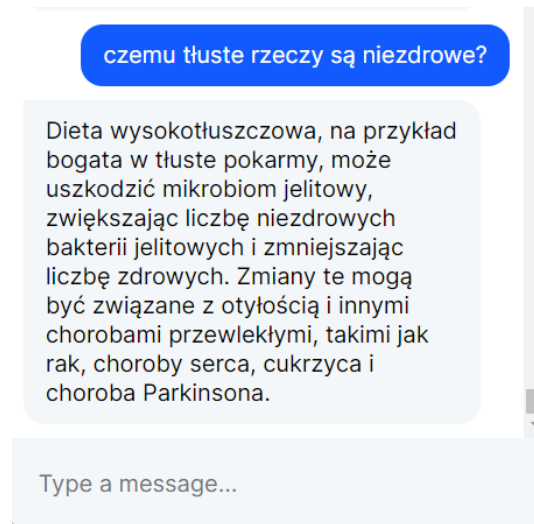 czemu tłuste rzeczy są niezdrowe?
Dieta wysokotłuszczowa, na przykład
bogata w tłuste pokarmy, może
uszkodzić mikrobiom jelitowy,
zwiększając liczbę niezdrowych
bakterii jelitowych i zmniejszając
liczbę zdrowych. Zmiany te mogą
być związane z otyłością i innymi
chorobami przewlekłymi, takimi jak
rak, choroby serca, cukrzyca i
choroba Parkinsona.
Type a message...